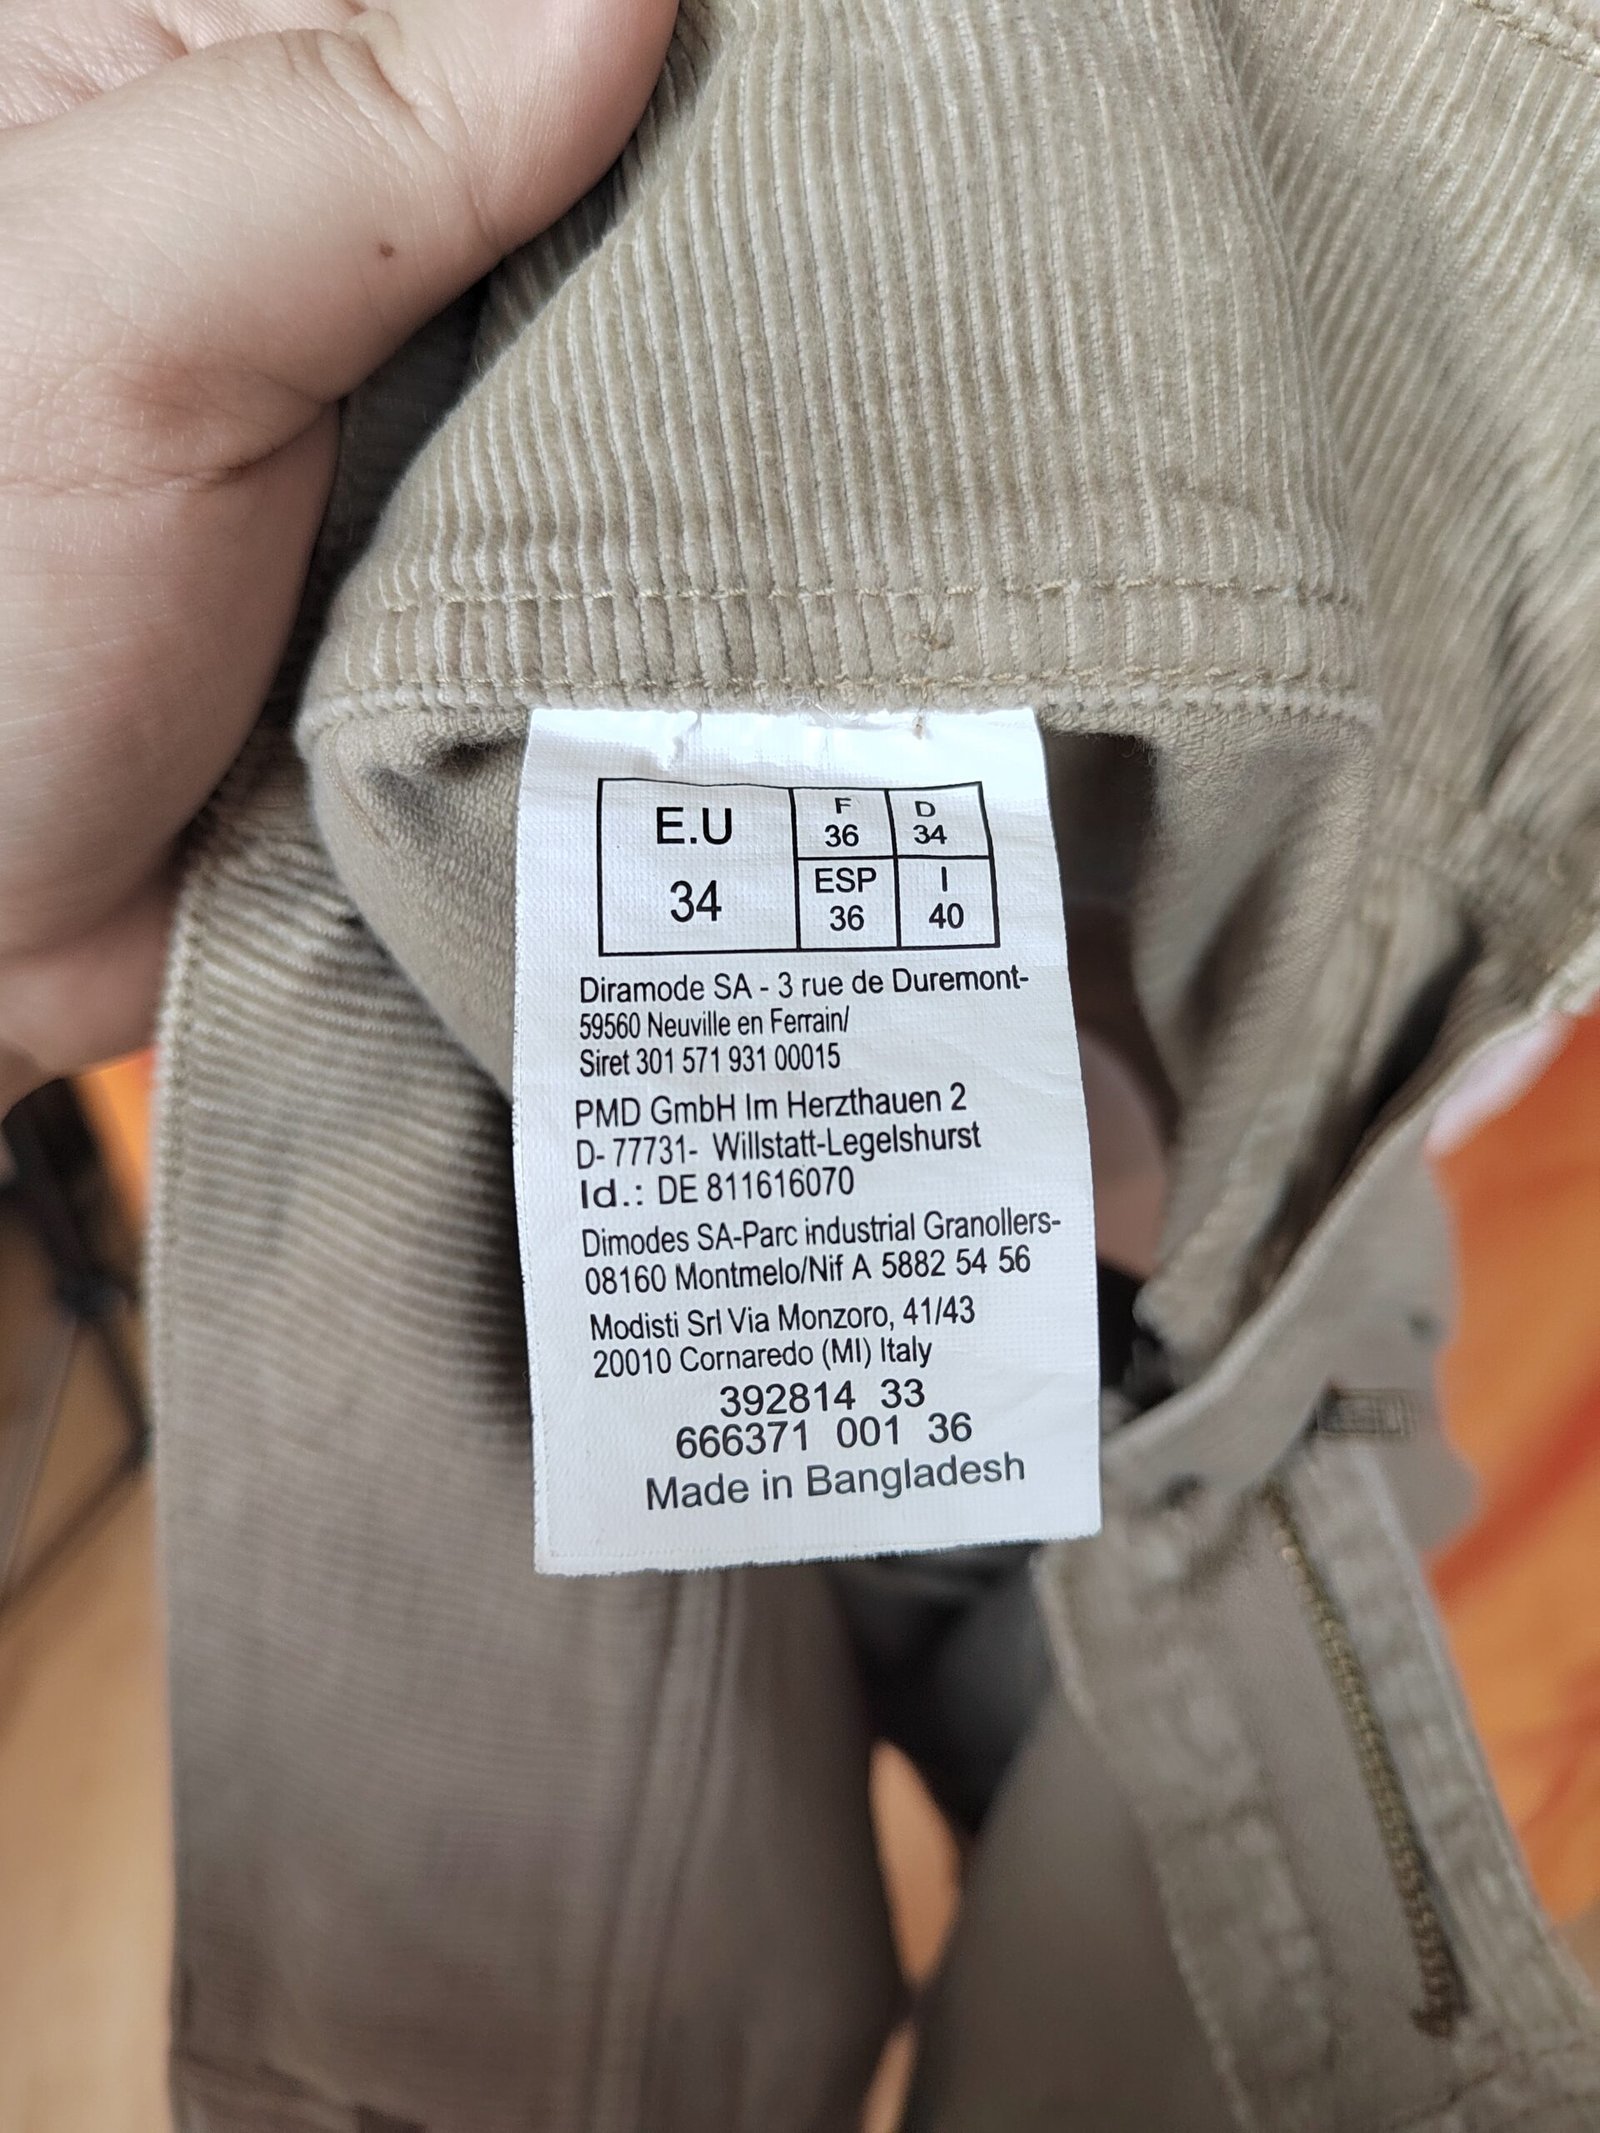 E.U
34
F
36
D
34
ESP
36
I
40
Diramode SA - 3 rue de Duremont-
59560 Neuville en Ferrain/
Siret 301 571 931 00015
PMD GmbH Im Herzthauen 2
D- 77731- Willstatt-Legelshurst
Id.: DE 811616070
Dimodes SA-Parc industrial Granollers-
08160 Montmelo/Nif A 5882 54 56
Modisti Srl Via Monzoro, 41/43
20010 Cornaredo (MI) Italy
392814 33
666371 001 36
Made in Bangladesh